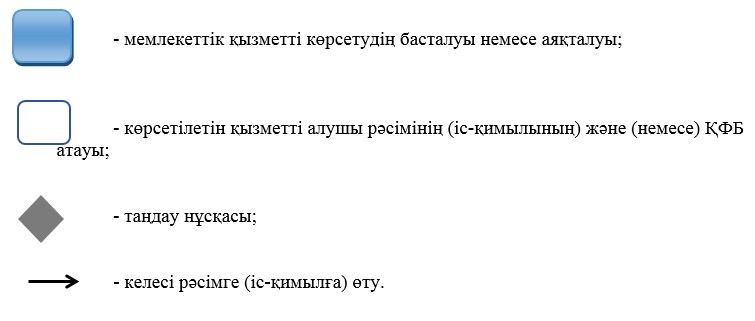 - мемлекеттік қызметті көрсетудің басталуы немесе аяқталуы;
- көрсетілетін қызметті алушы рәсімінің (іс-қимылының) және (немесе) ҚФБ
атауы;
- таңдау нұсқасы;
- келесі рәсімге (іс-қимылға) өту.